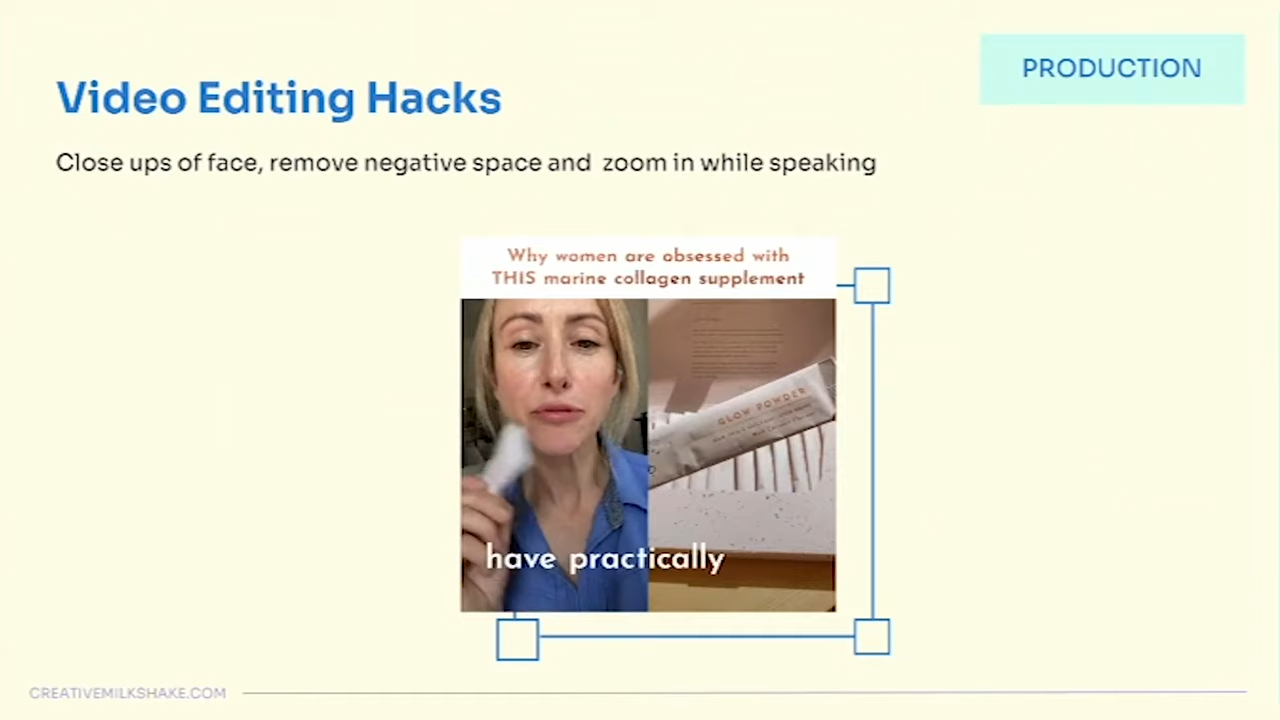 PRODUCTION
Video Editing Hacks
Close ups of face, remove negative space and zoom in while speaking
Why women are obsessed with
THIS marine collagen supplement
GLOW POWDER
have practically
CREATIVEMILKSHAKE.COM